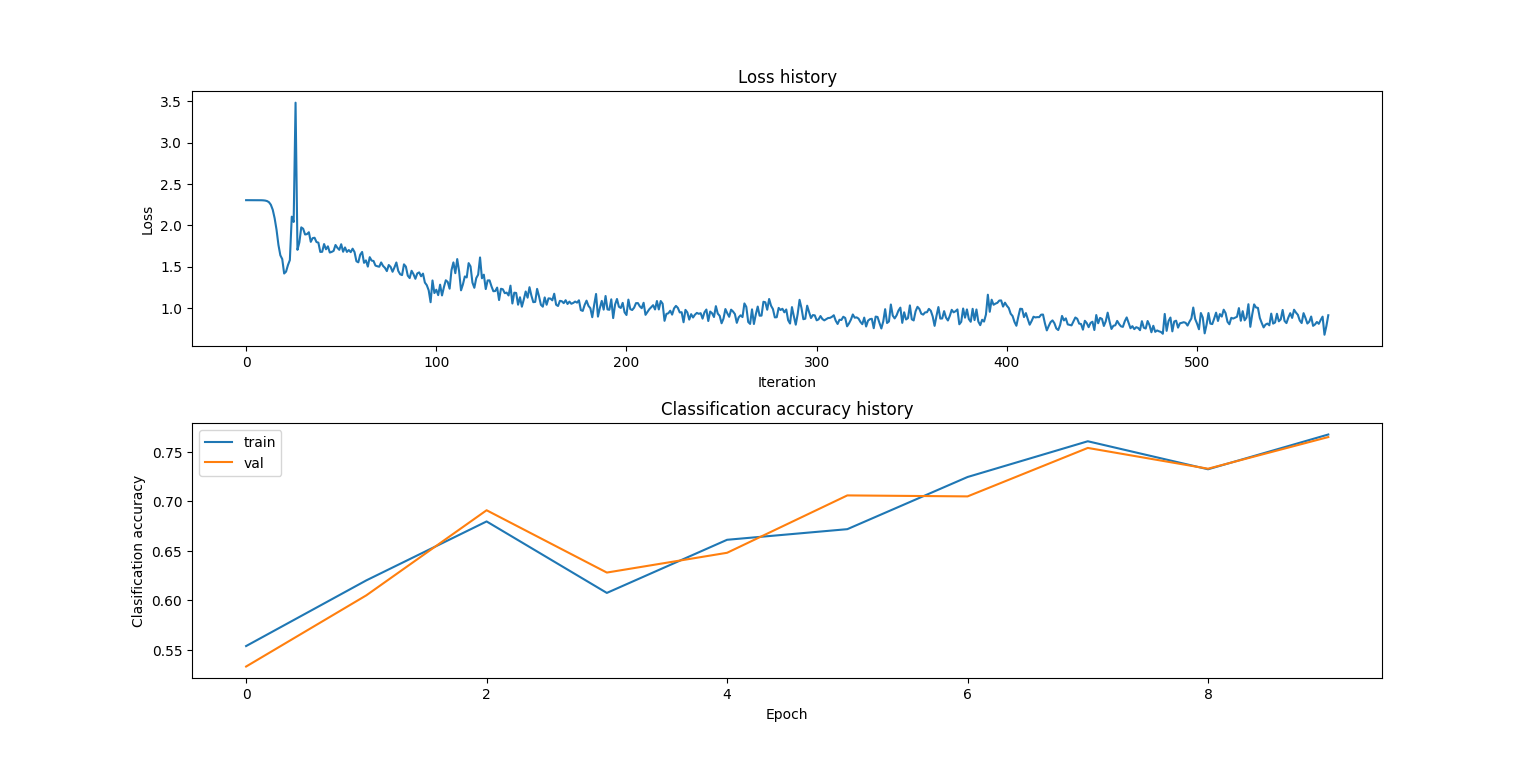 Loss history
3.5
3.0
2.5
2.0
1.5
1.0
Loss
0 100 200 300 400 500
Iteration
Classification accuracy history
train
val
0.75
0.70
0.65
0.60
0.55
Clasification accuracy
0 2 4 6 8
Epoch